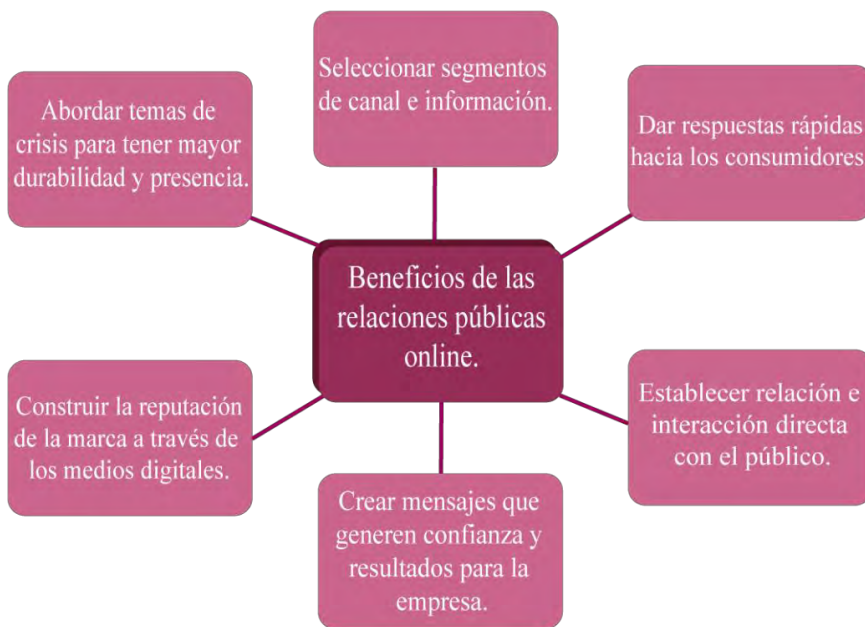 Seleccionar segmentos
de canal e información.
Abordar temas de
crisis para tener mayor
durabilidad y presencia.
Dar respuestas rápidas
hacia los consumidores
Beneficios de las
relaciones públicas
online.
Construir la reputación
de la marca a través de
los medios digitales.
Establecer relación e
interacción directa
con el público.
Crear mensajes que
generen confianza y
resultados para la
empresa.